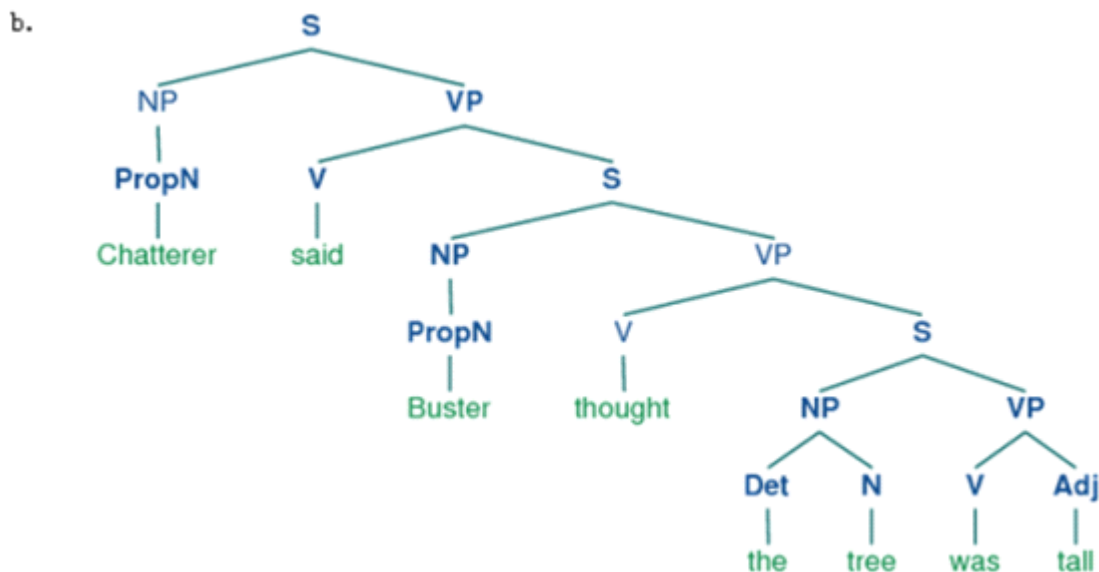 b.
S
NP VP
PropN V S
Chatterer said NP VP
PropN V S
Buster thought NP VP
Det N V Adj
the tree was tall